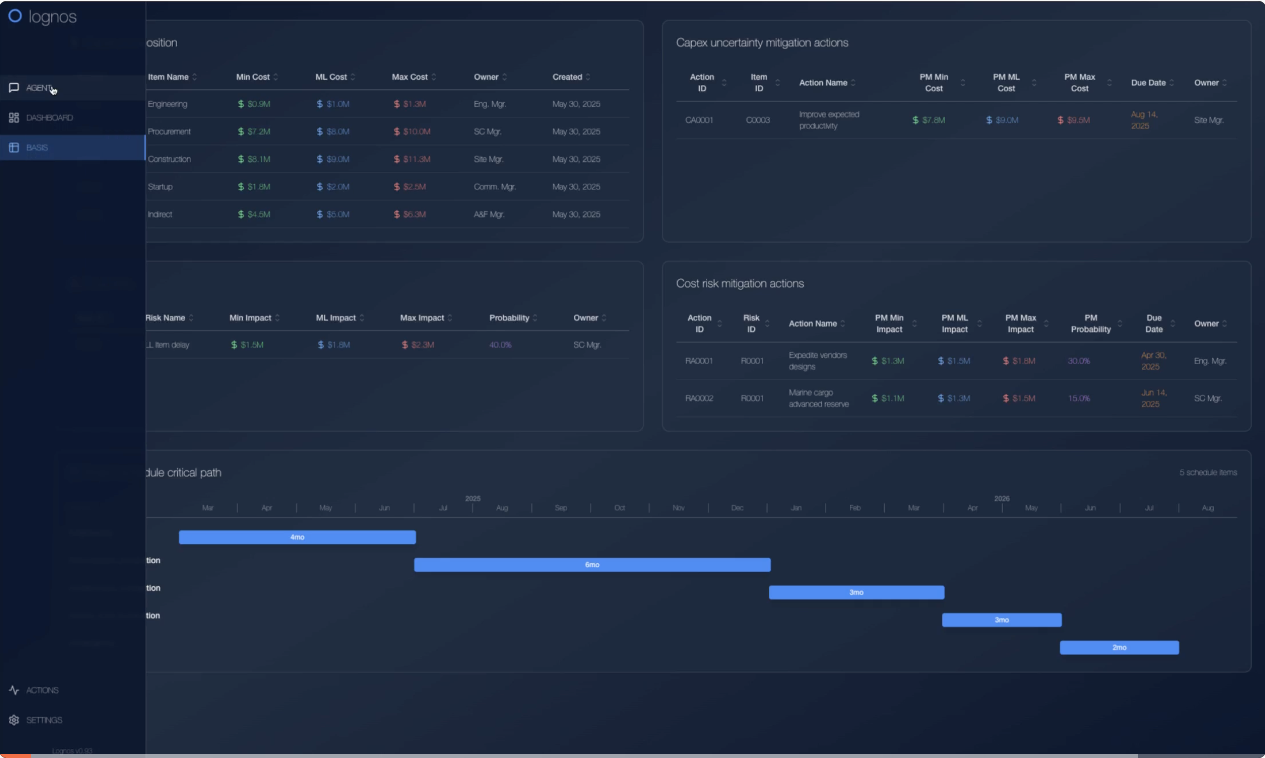 lognos
AGENT
DASHBOARD
BASIS
ACTIONS
SETTINGS
Lognos v0.93
osition
Item Name Min Cost ML Cost Max Cost Owner Created
Engineering $ $0.9M $ $1.0M $ $1.3M Eng. Mgr. May 30, 2025
Procurement $ $7.2M $ $8.0M $ $10.0M SC Mgr. May 30, 2025
Construction $ $8.1M $ $9.0M $ $11.3M Site Mgr. May 30, 2025
Startup $ $1.8M $ $2.0M $ $2.5M Comm. Mgr. May 30, 2025
Indirect $ $4.5M $ $5.0M $ $6.3M A&F Mgr. May 30, 2025
Capex uncertainty mitigation actions
Action ID Item ID Action Name PM Min Cost PM ML Cost PM Max Cost Due Date Owner
CA0001 C0003 Improve expected productivity $ $7.8M $ $9.0M $ $9.5M Aug 14, 2025 Site Mgr.
Risk Name Min Impact ML Impact Max Impact Probability Owner
LL item delay $ $1.5M $ $1.8M $ $2.3M 40.0% SC Mgr.
Cost risk mitigation actions
Action ID Risk ID Action Name PM Min Impact PM ML Impact PM Max Impact PM Probability Due Date Owner
RA0001 R0001 Expedite vendors designs $ $1.3M $ $1.5M $ $1.8M 30.0% Apr 30, 2025 Eng. Mgr.
RA0002 R0001 Marine cargo advanced reserve $ $1.1M $ $1.3M $ $1.5M 15.0% Jun 14, 2025 SC Mgr.
dule critical path
5 schedule items
2025 2026
Mar Apr May Jun Jul Aug Sep Oct Nov Dec Jan Feb Mar Apr May Jun Jul Aug
4mo
tion 6mo
tion 3mo
tion 3mo
2mo